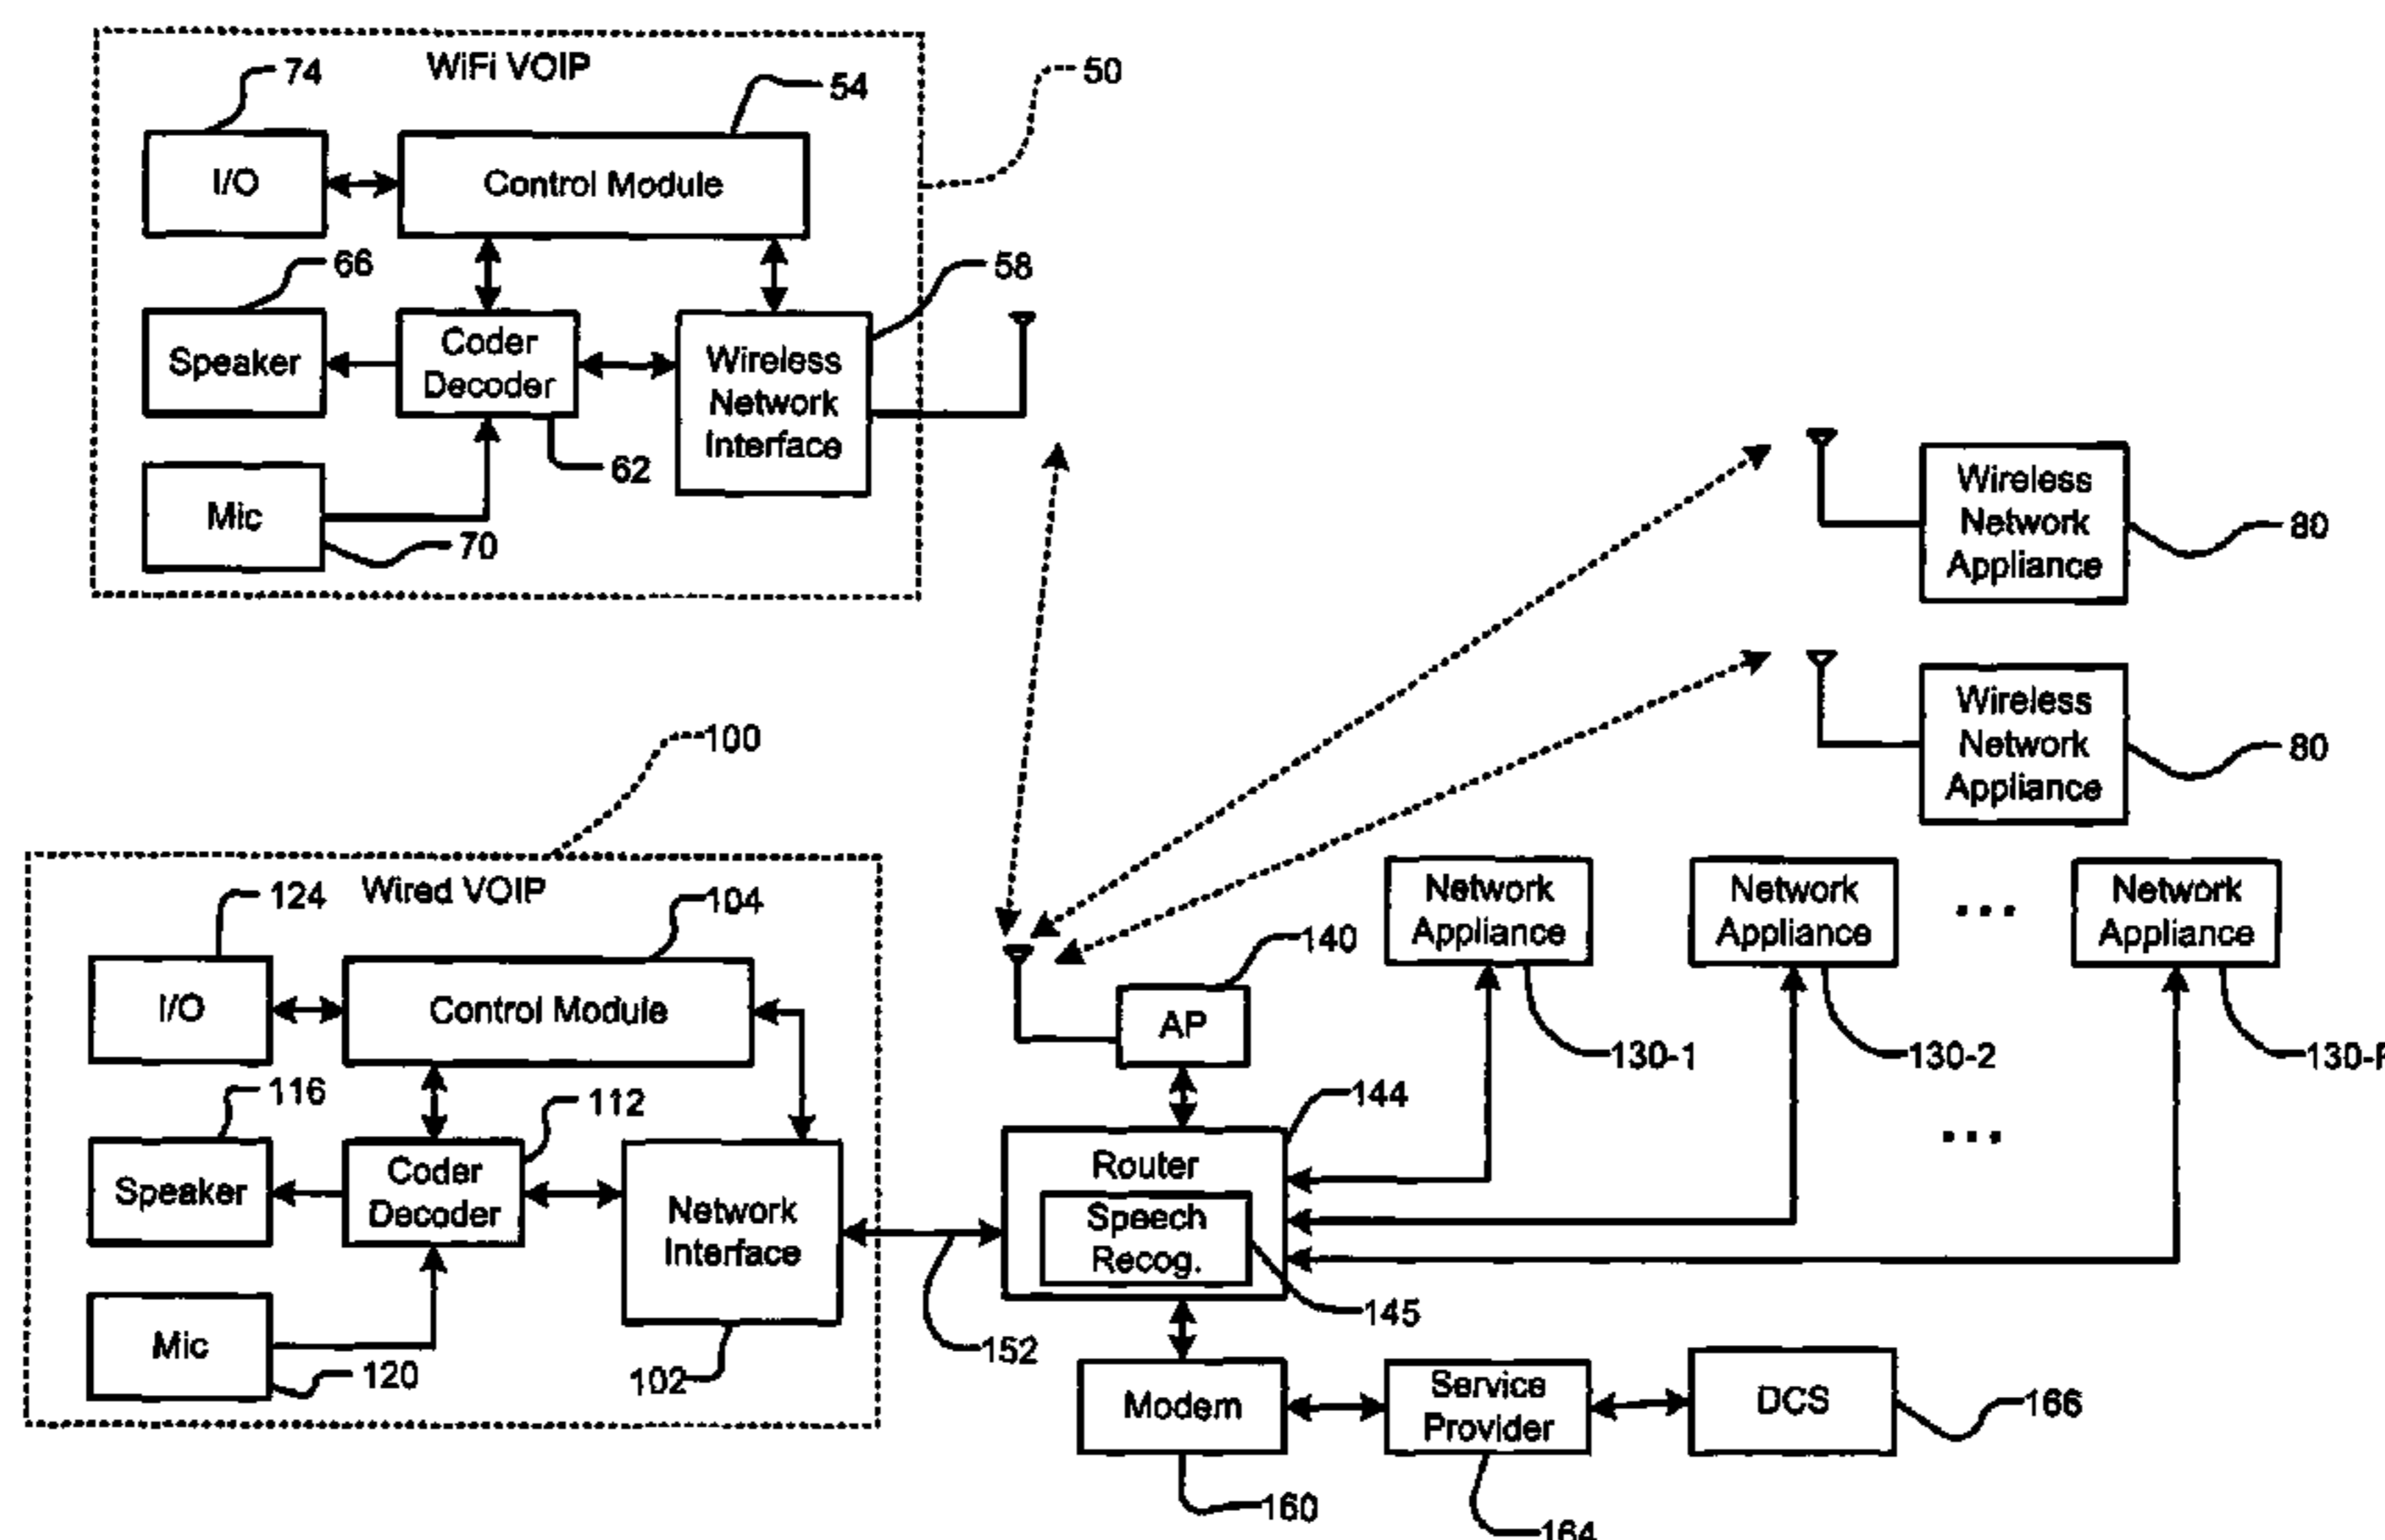 WiFi VOIP
74
54
50
I/O
Control Module
66
58
Speaker
Coder
Decoder
Wireless
Network
Interface
62
Mic
70
Wireless
Network
Appliance
80
Wireless
Network
Appliance
80
100
Wired VOIP
124
104
I/O
Control Module
116
112
Speaker
Coder
Decoder
Network
Interface
Mic
120
102
152
140
AP
Network
Appliance
130-1
Network
Appliance
130-2
...
Network
Appliance
144
Router
Speech
Recog.
145
...
Modem
160
Service
Provider
164
DCS
166